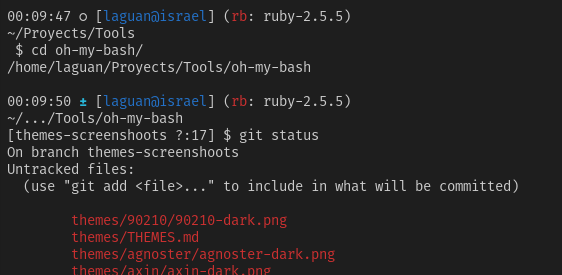 00:09:47 ○ [laguan@israel] (rb: ruby-2.5.5)
~/Proyects/Tools
$ cd oh-my-bash/
/home/laguan/Proyects/Tools/oh-my-bash
00:09:50 ± [laguan@israel] (rb: ruby-2.5.5)
~/.../Tools/oh-my-bash
[themes-screenshoots ?:17] $ git status
On branch themes-screenshoots
Untracked files:
(use "git add <file>..." to include in what will be committed)
themes/90210/90210-dark.png
themes/THEMES.md
themes/agnoster/agnoster-dark.png
themes/axin/axin-dark.png